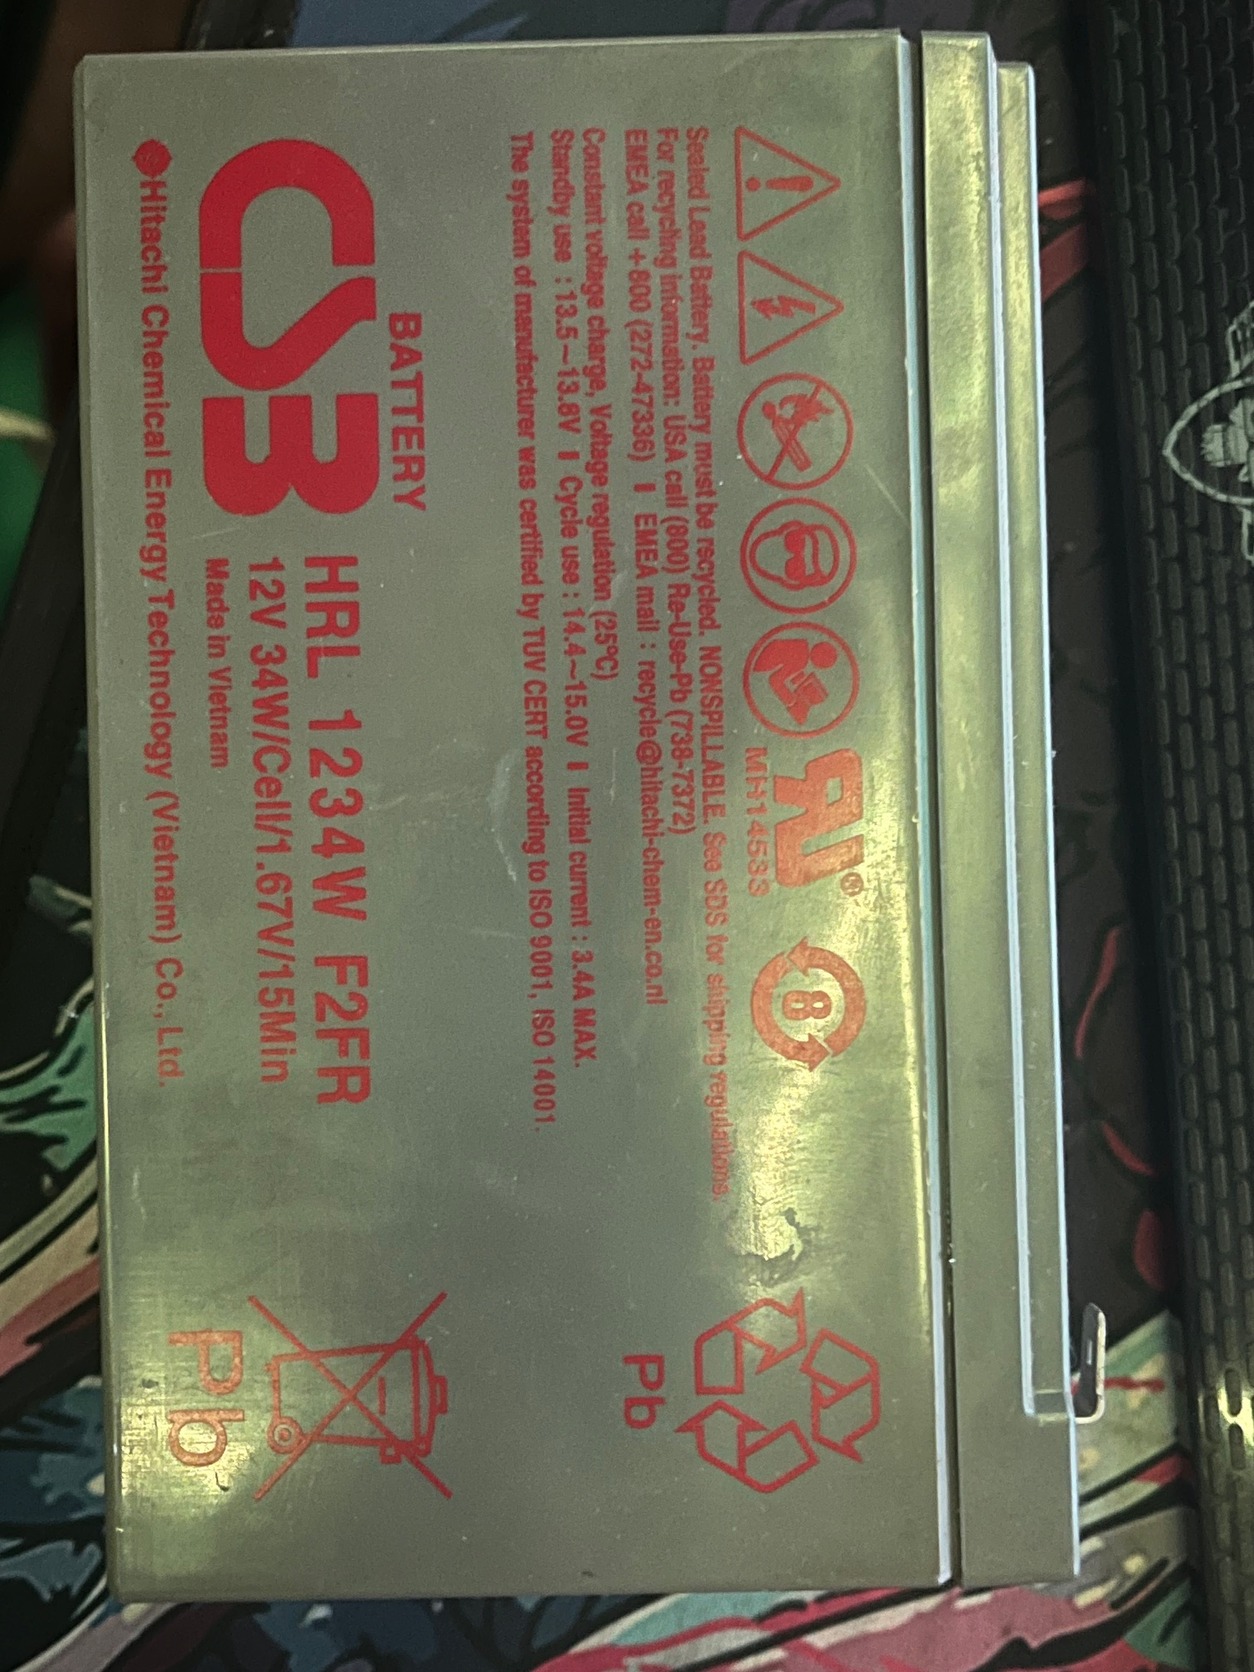 MH14533
8
Sealed Lead Battery. Battery must be recycled. NONSPILLABLE. See SDS for shipping regulations.
For recycling information: USA call (800) Re-Use-Pb (738-7372)
EMEA call +800 (272-47336) I EMEA mail : recycle@hitachi-chem-en.co.nl
Constant voltage charge, Voltage regulation (25°C)
Standby use : 13.5~13.8V I Cycle use : 14.4~15.0V I Initial current : 3.4A MAX.
The system of manufacturer was certified by TUV CERT according to ISO 9001, ISO 14001.
Pb
BATTERY
CSB
HRL 1234W F2FR
12V 34W/Cell/1.67V/15Min
Made in Vietnam
Hitachi Chemical Energy Technology (Vietnam) Co., Ltd.
Pb